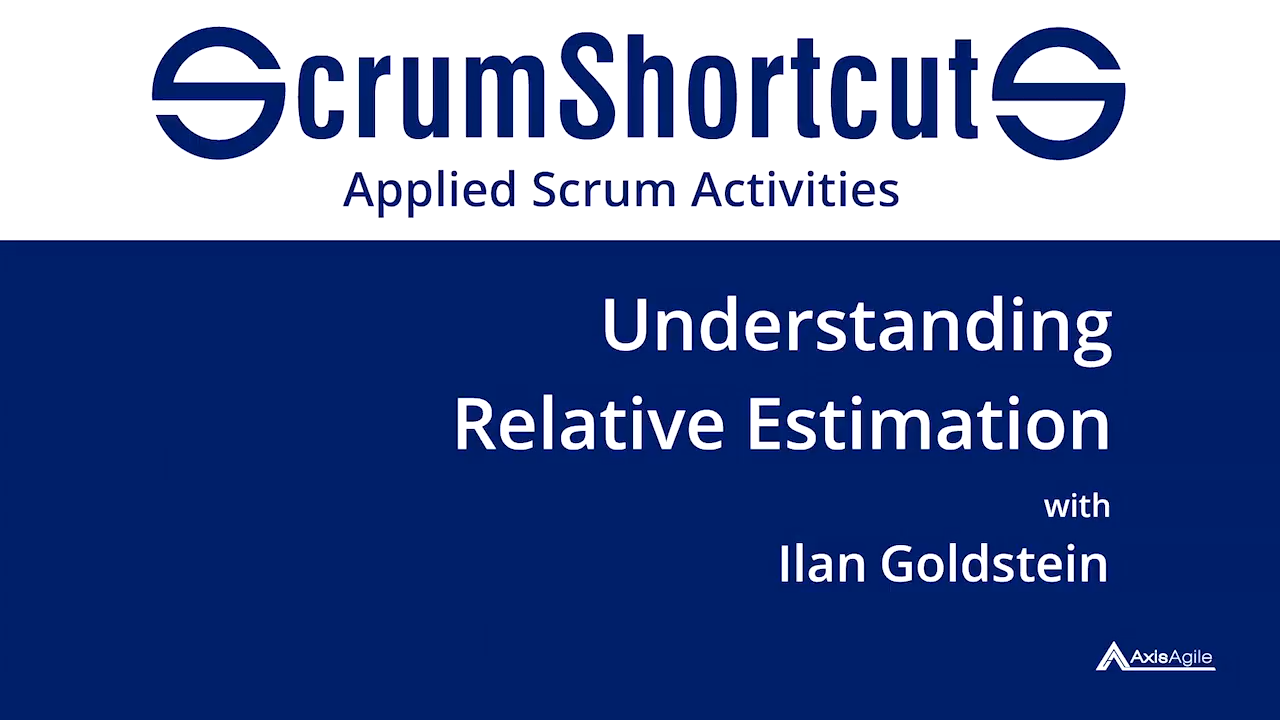 ScrumShortcutS
Applied Scrum Activities
Understanding
Relative Estimation
with
Ilan Goldstein
AxisAgile